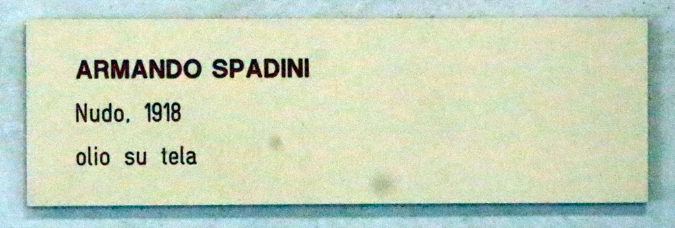 ARMANDO SPADINI
Nudo, 1918
olio su tela